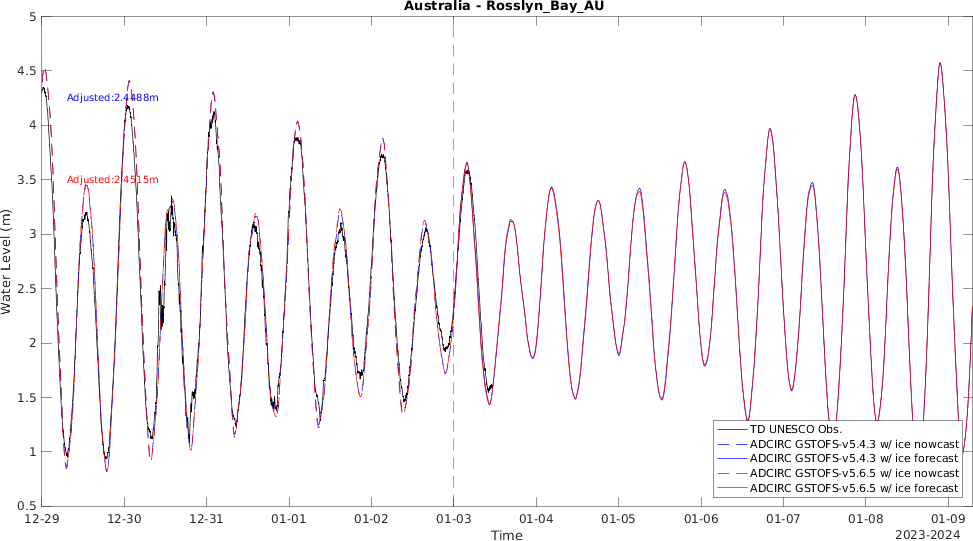 Australia - Rosslyn_Bay_AU
Water Level (m)
5
4.5
4
3.5
3
2.5
2
1.5
1
0.5
Adjusted:2.4488m
Adjusted:2.4515m
TD UNESCO Obs.
ADCIRC GSTOFS-v5.4.3 w/ ice nowcast
ADCIRC GSTOFS-v5.4.3 w/ ice forecast
ADCIRC GSTOFS-v5.6.5 w/ ice nowcast
ADCIRC GSTOFS-v5.6.5 w/ ice forecast
12-29 12-30 12-31 01-01 01-02 01-03 01-04 01-05 01-06 01-07 01-08 01-09
Time
2023-2024